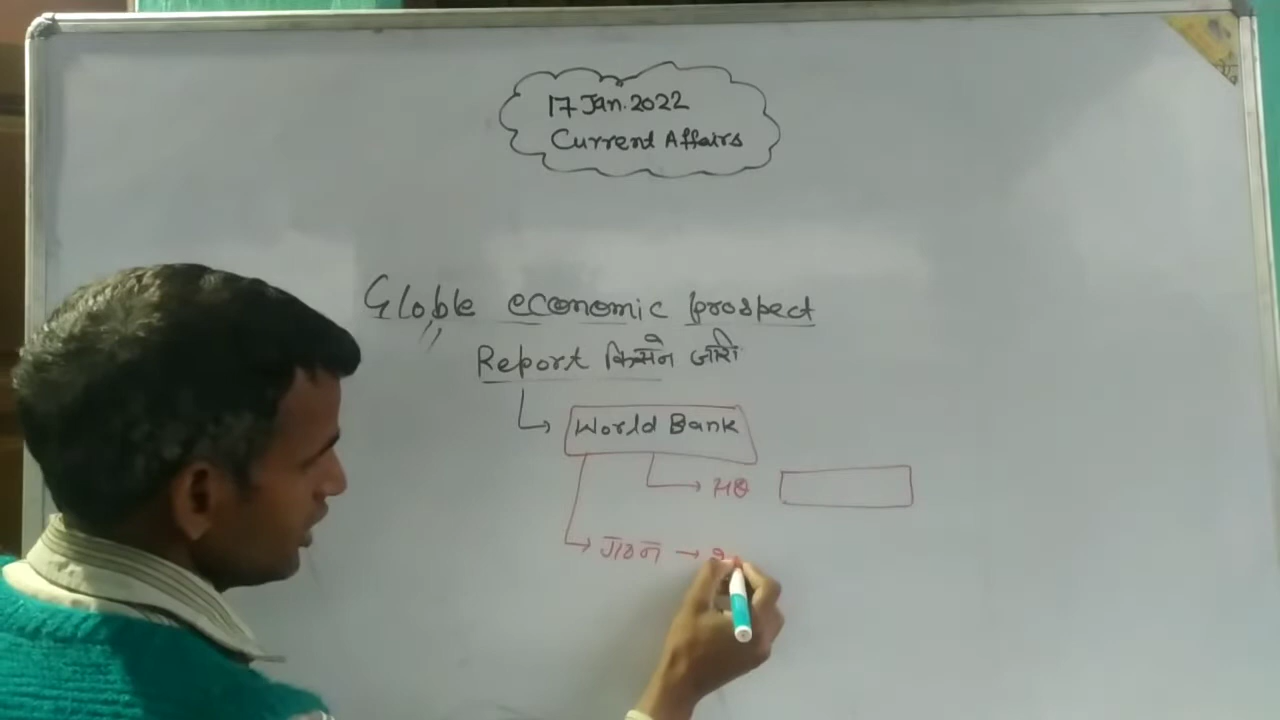 17 Jan. 2022
Current Affairs
Globle economic prospect
Report किसने जारी
World Bank
HQ
गठन →